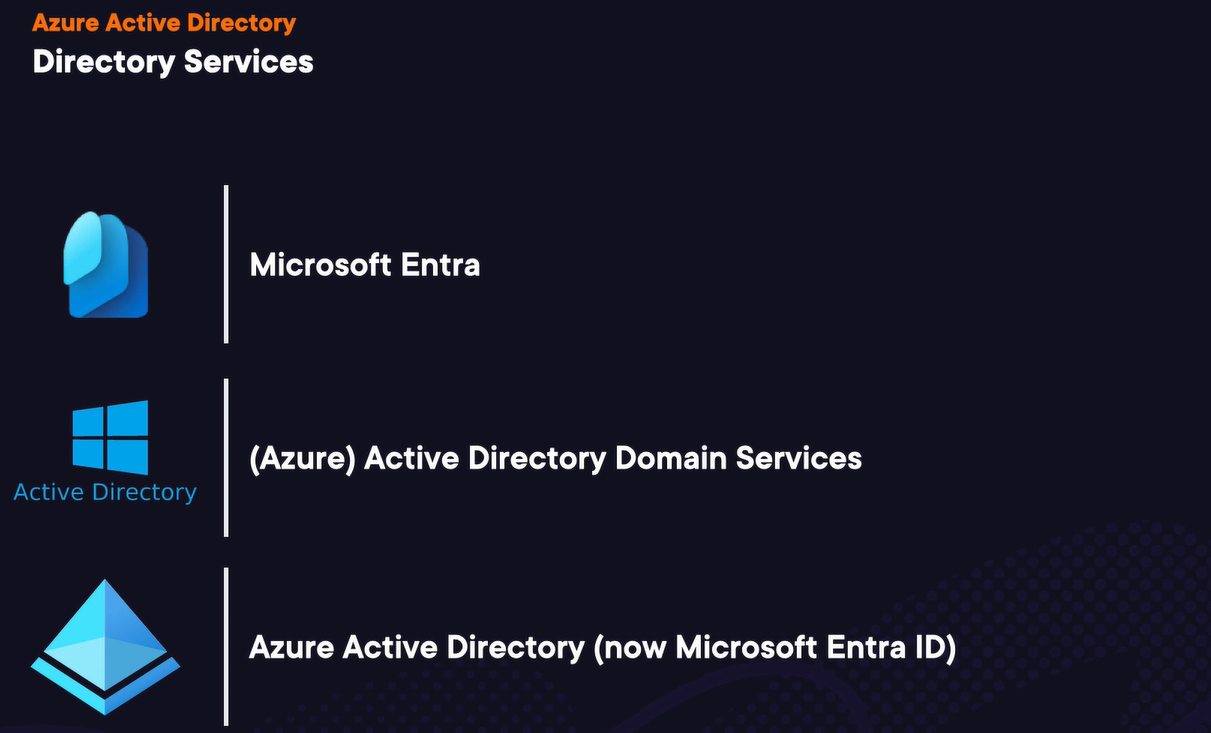 Azure Active Directory
Directory Services
Microsoft Entra
(Azure) Active Directory Domain Services
Active Directory
Azure Active Directory (now Microsoft Entra ID)